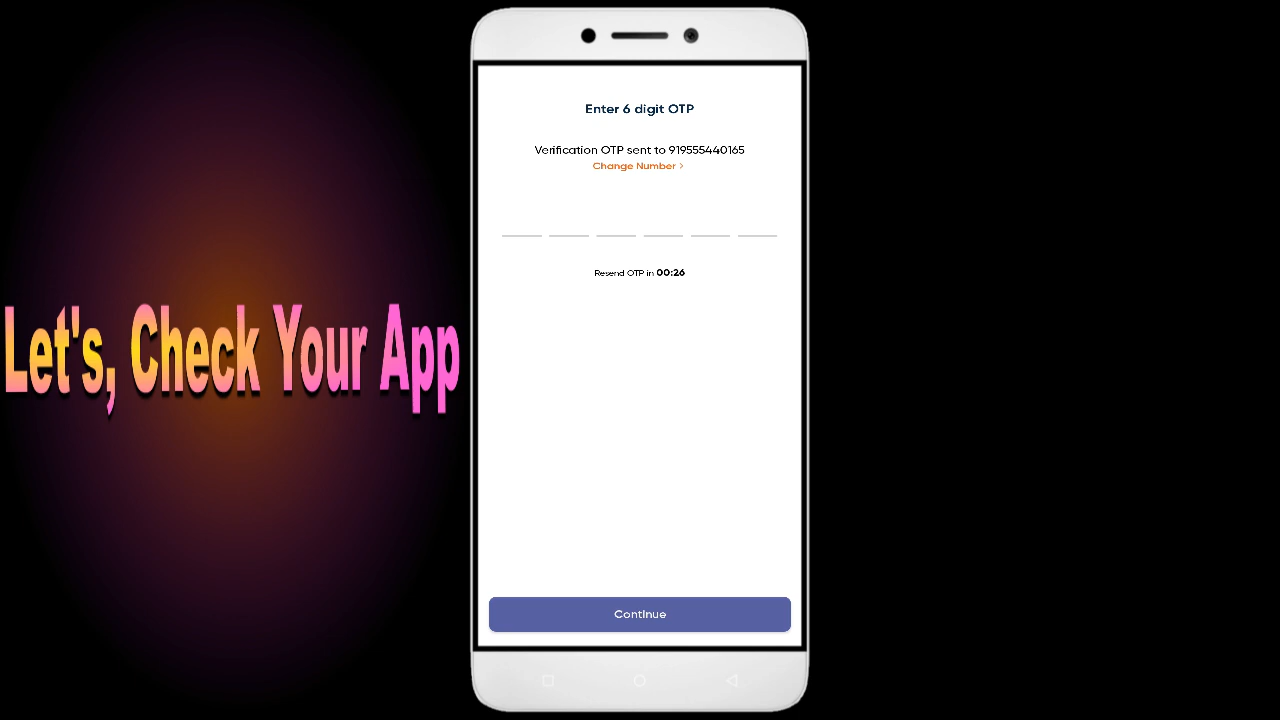 Let's, Check Your App
Enter 6 digit OTP
Verification OTP sent to 919555440165
Change Number >
Resend OTP in 00:26
Continue